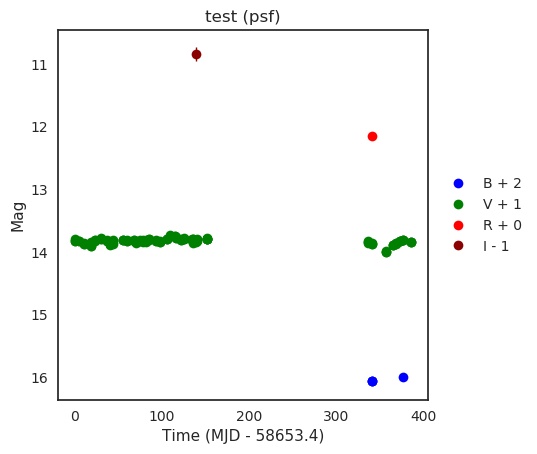 test (psf)
Mag
11
12
13
14
15
16
0
100
200
300
400
Time (MJD - 58653.4)
B + 2
V + 1
R + 0
I - 1